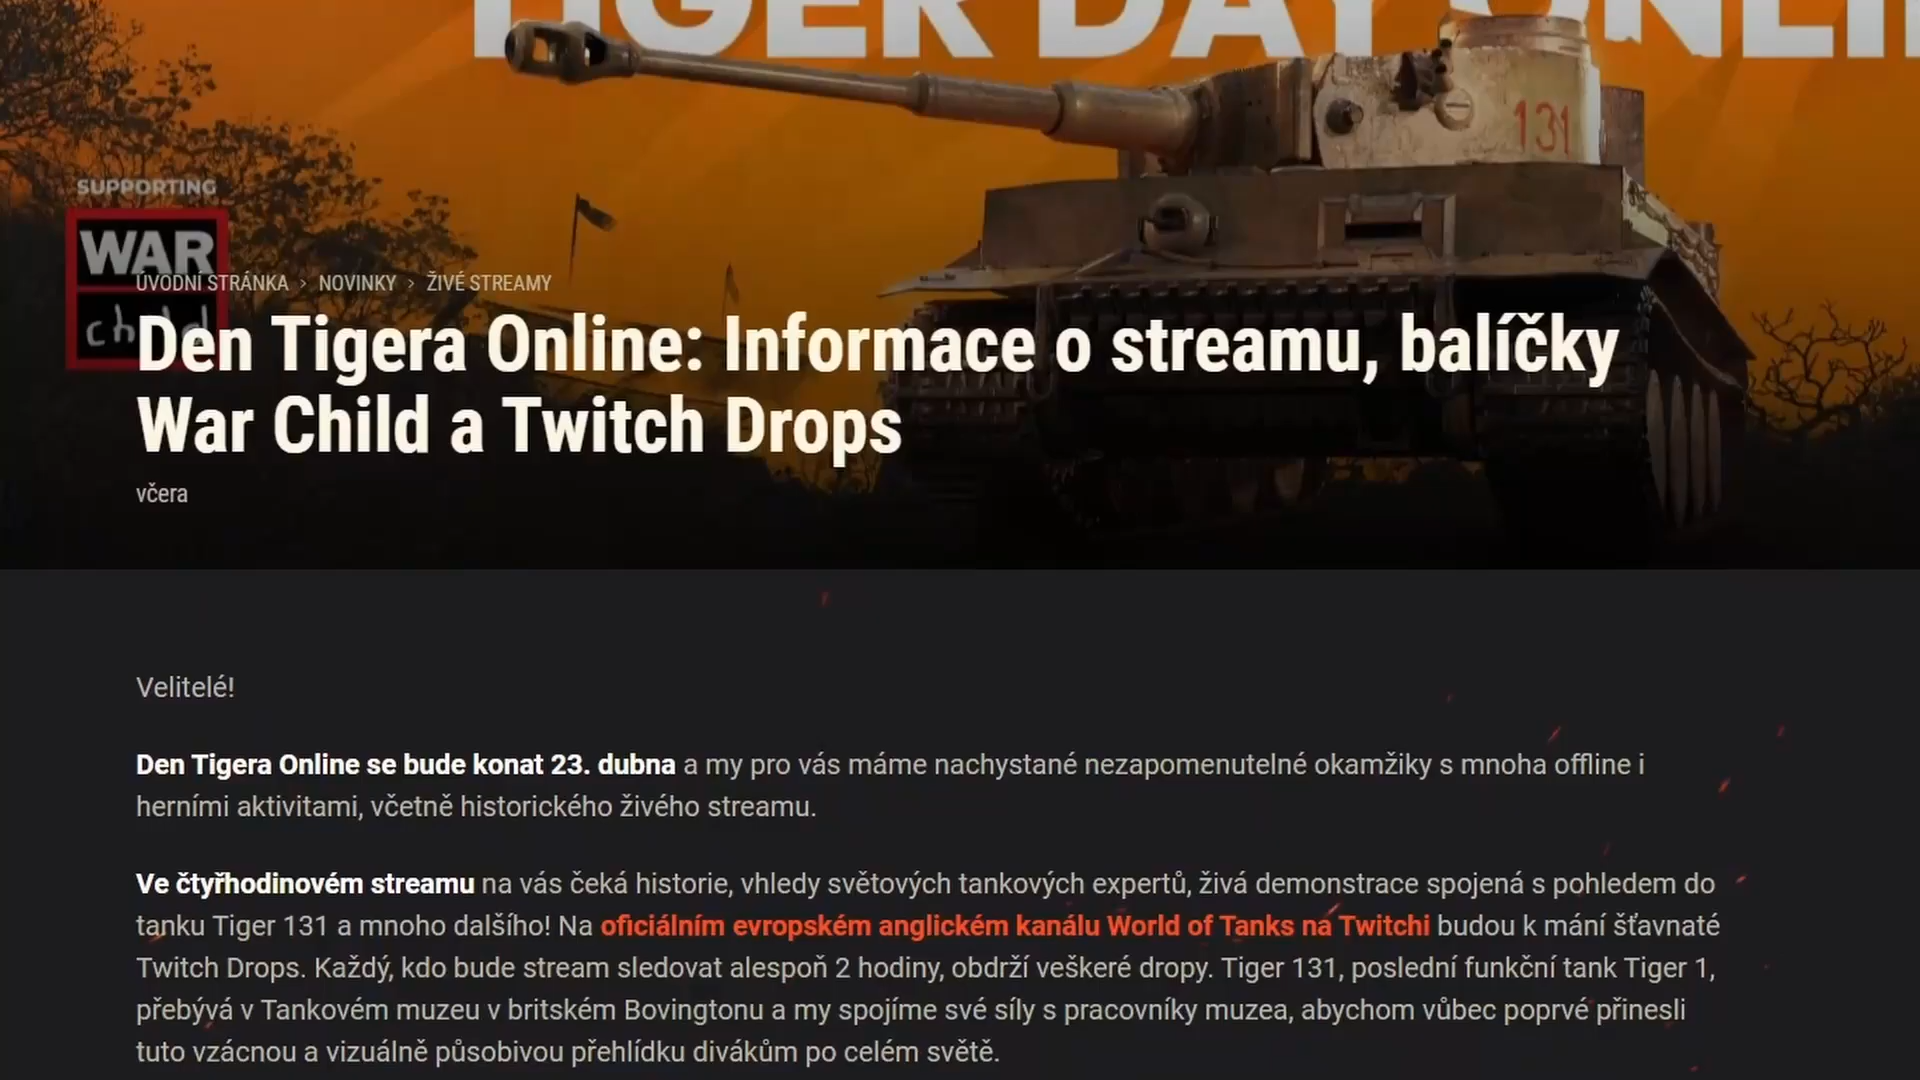 TIGER DAY ONLIN
131
SUPPORTING
WAR
child
ÚVODNÍ STRÁNKA > NOVINKY > ŽIVÉ STREAMY
Den Tigera Online: Informace o streamu, balíčky
War Child a Twitch Drops
včera
Velitelé!
Den Tigera Online se bude konat 23. dubna a my pro vás máme nachystané nezapomenutelné okamžiky s mnoha offline i
herními aktivitami, včetně historického živého streamu.
Ve čtyřhodinovém streamu na vás čeká historie, vhledy světových tankových expertů, živá demonstrace spojená s pohledem do
tanku Tiger 131 a mnoho dalšího! Na oficiálním evropském anglickém kanálu World of Tanks na Twitchi budou k mání šťavnaté
Twitch Drops. Každý, kdo bude stream sledovat alespoň 2 hodiny, obdrží veškeré dropy. Tiger 131, poslední funkční tank Tiger 1,
přebývá v Tankovém muzeu v britském Bovingtonu a my spojíme své síly s pracovníky muzea, abychom vůbec poprvé přinesli
tuto vzácnou a vizuálně působivou přehlídku divákům po celém světě.